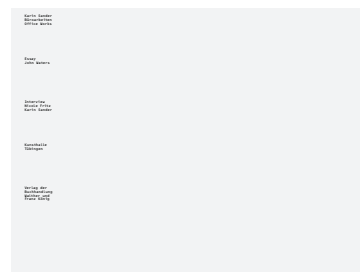 Karin Sander
Büroarbeiten
Office Works
Essay
John Waters
Interview
Nicole Fritz
Karin Sander
Kunsthalle
Tübingen
Verlag der
Buchhandlung
Walther und
Franz König